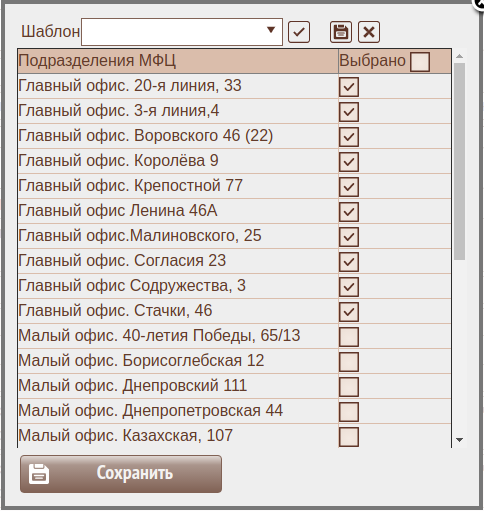 Шаблон
Подразделения МФЦ Выбрано
Главный офис. 20-я линия, 33
Главный офис. 3-я линия,4
Главный офис. Воровского 46 (22)
Главный офис. Королёва 9
Главный офис. Крепостной 77
Главный офис Ленина 46А
Главный офис.Малиновского, 25
Главный офис. Согласия 23
Главный офис Содружества, 3
Главный офис. Стачки, 46
Малый офис. 40-летия Победы, 65/13
Малый офис. Борисоглебская 12
Малый офис. Днепровский 111
Малый офис. Днепропетровская 44
Малый офис. Казахская, 107
Сохранить